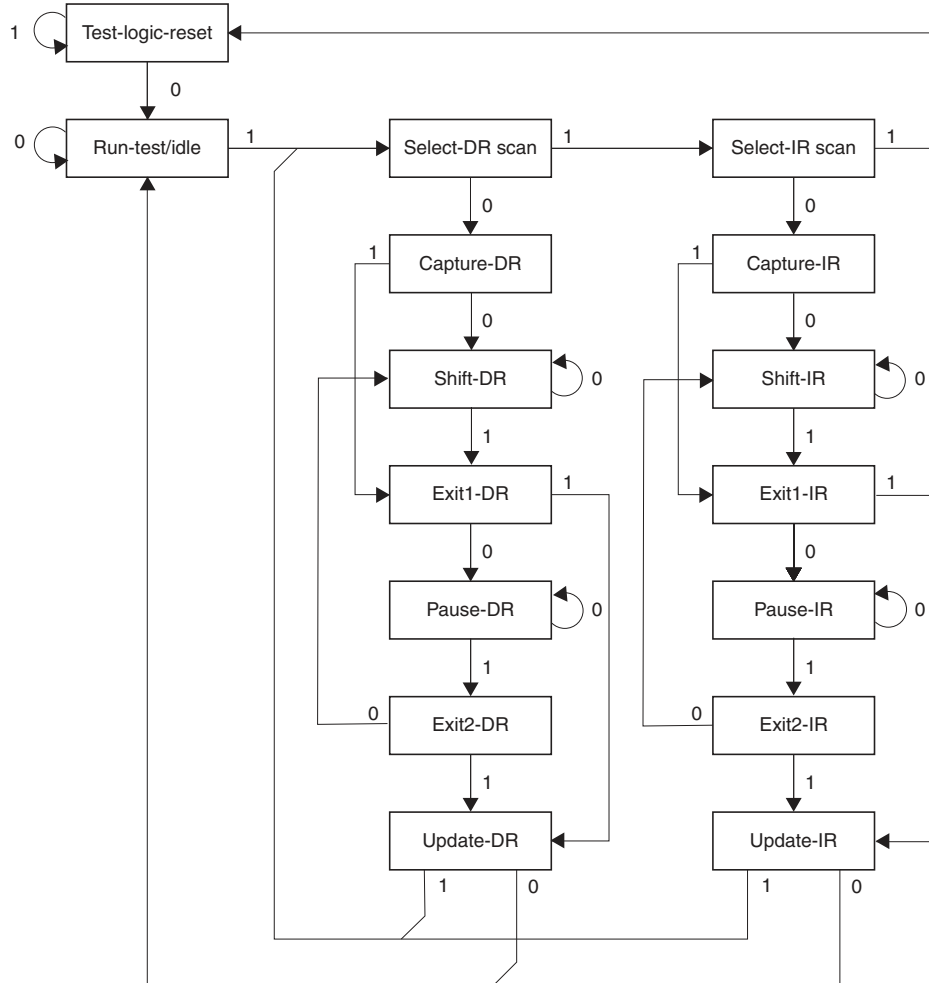 1
Test-logic-reset
0
0
Run-test/idle
1
Select-DR scan
1
Select-IR scan
1
0
0
1
Capture-DR
1
Capture-IR
0
0
Shift-DR
0
Shift-IR
0
1
1
Exit1-DR
1
Exit1-IR
1
0
0
Pause-DR
0
Pause-IR
0
1
1
0
Exit2-DR
0
Exit2-IR
1
1
Update-DR
Update-IR
1
0
1
0